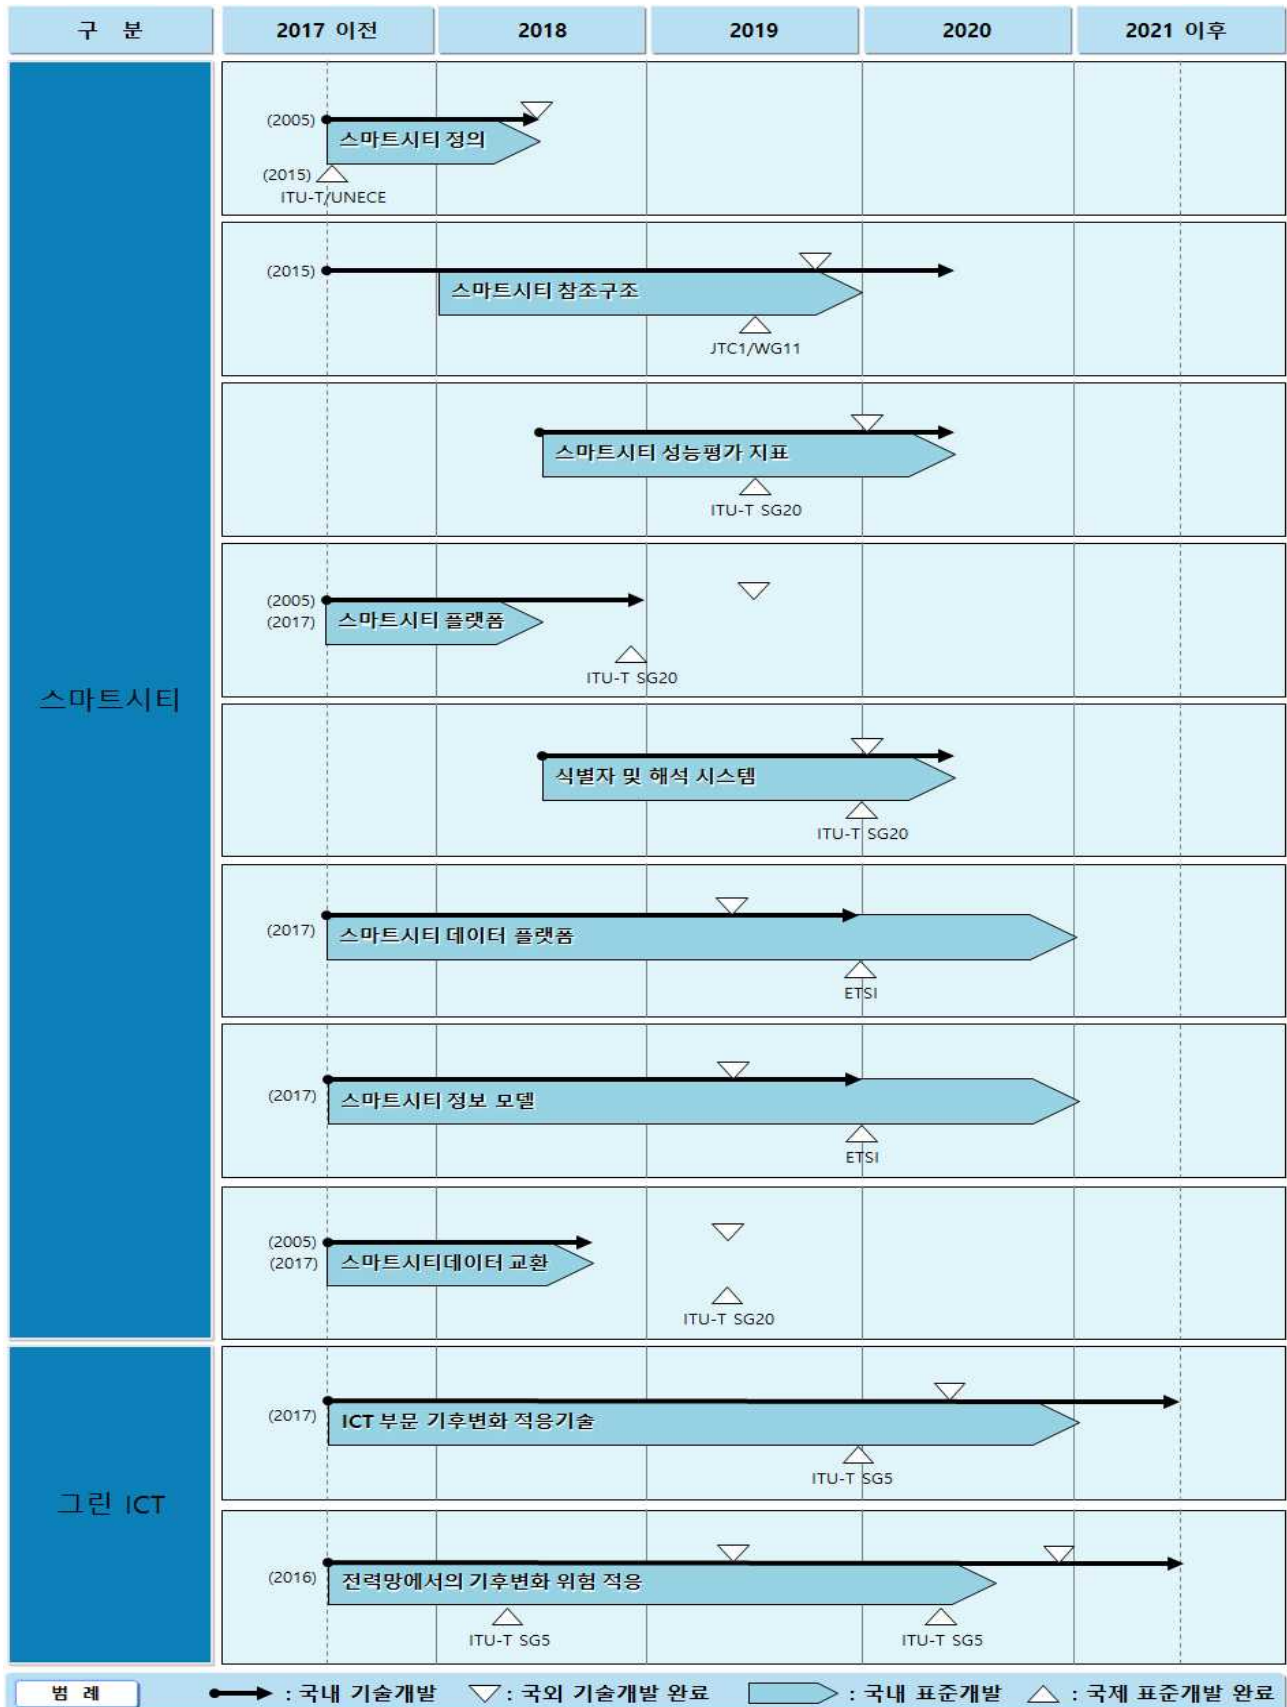 구 분 2017 이전 2018 2019 2020 2021 이후
스마트시티
(2005)
스마트시티 정의
(2015)
ITU-T/UNECE
(2015)
스마트시티 참조구조
JTC1/WG11
스마트시티 성능평가 지표
ITU-T SG20
(2005)
(2017) 스마트시티 플랫폼
ITU-T SG20
식별자 및 해석 시스템
ITU-T SG20
(2017) 스마트시티 데이터 플랫폼
ETSI
(2017) 스마트시티 정보 모델
ETSI
(2005)
(2017) 스마트시티데이터 교환
ITU-T SG20
그린 ICT
(2017) ICT 부문 기후변화 적응기술
ITU-T SG5
(2016) 전력망에서의 기후변화 위험 적응
ITU-T SG5 ITU-T SG5
범 례 : 국내 기술개발 : 국외 기술개발 완료 : 국내 표준개발 : 국제 표준개발 완료